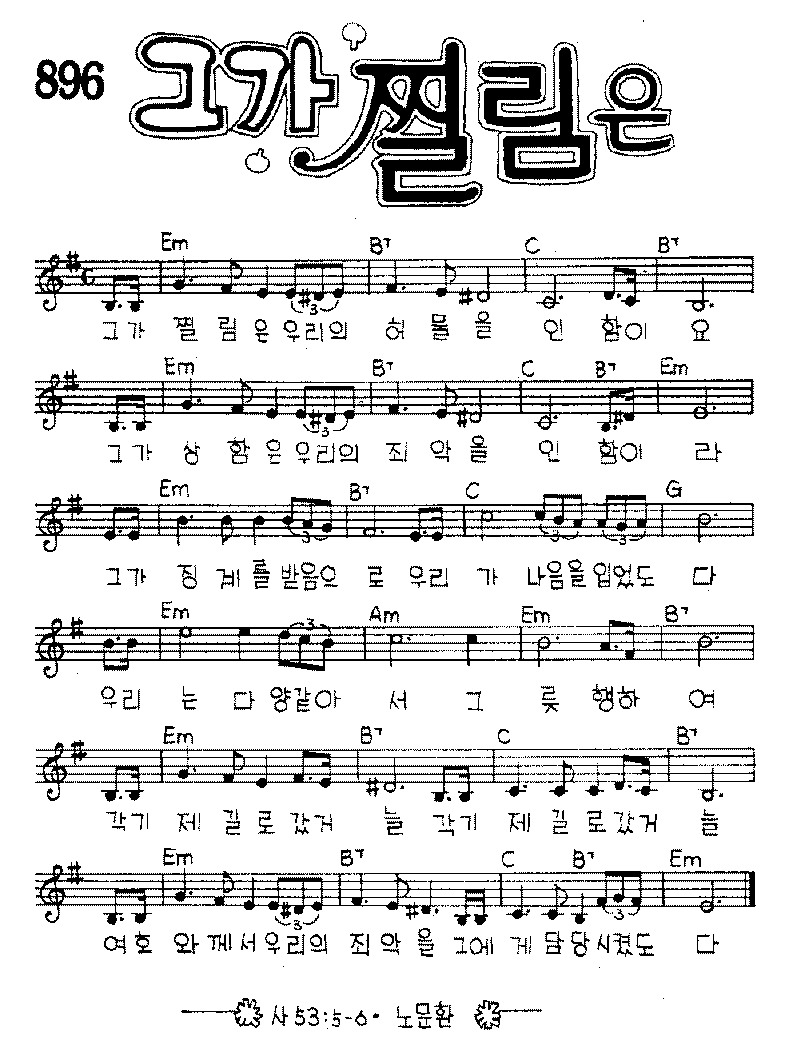 896
그가 찔림은
Em B7 C B7
그가 찔 림 은 우리의 허 물 을 인 함이 요
Em B7 C B7 Em
그가 상 함 은 우리의 죄 악 을 인 함이 라
Em B7 C G
그가 징 계 를 받음으 로 우리 가 나음을 입었도 다
Em Am Em B7
우리 는 다 양같아 서 그 릇 행하 여
Em B7 C B7
각기 제 길 로 갔거 늘 각기 제 길 로 갔거 늘
Em B7 C B7 Em
여호 와 께 서 우리의 죄 악 을 그에 게 담 당 시켰도 다
사 53:5-6 · 노문환